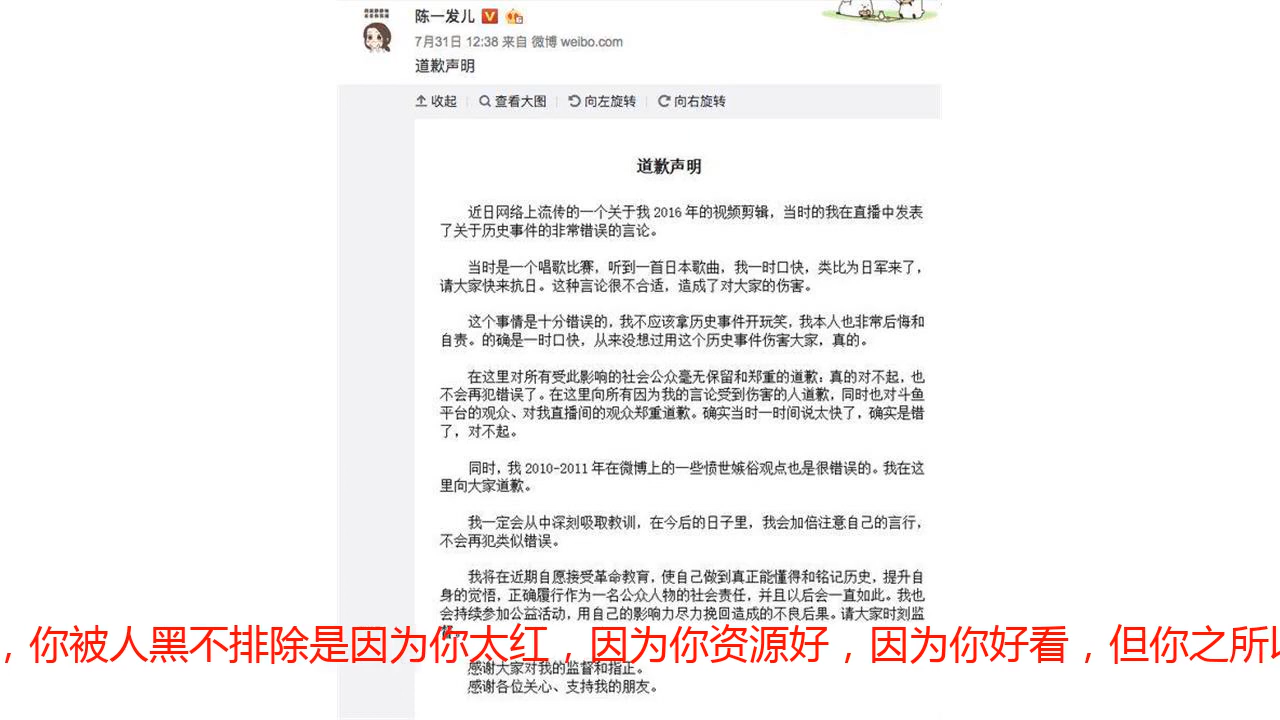 陈一发儿
7月31日 12:38 来自 微博 weibo.com
道歉声明
收起 查看大图 向左旋转 向右旋转
道歉声明
近日网络上流传的一个关于我 2016 年的视频剪辑，当时的我在直播中发表
了关于历史事件的非常错误的言论。
当时是一个唱歌比赛，听到一首日本歌曲，我一时口快，类比为日军来了，
请大家快来抗日。这种言论很不合适，造成了对大家的伤害。
这个事情是十分错误的，我不应该拿历史事件开玩笑，我本人也非常后悔和
自责。的确是一时口快，从来没想过用这个历史事件伤害大家，真的。
在这里对所有受此影响的社会公众毫无保留和郑重的道歉：真的对不起，也
不会再犯错误了。在这里向所有因为我的言论受到伤害的人道歉，同时也对斗鱼
平台的观众、对我直播间的观众郑重道歉。确实当时一时间说太快了，确实是错
了，对不起。
同时，我 2010-2011 年在微博上的一些愤世嫉俗观点也是很错误的。我在这
里向大家道歉。
我一定会从中深刻吸取教训，在今后的日子里，我会加倍注意自己的言行，
不会再犯类似错误。
我将在近期自愿接受革命教育，使自己做到真正能懂得和铭记历史，提升自
身的觉悟，正确履行作为一名公众人物的社会责任，并且以后会一直如此。我也
会持续参加公益活动，用自己的影响力尽力挽回造成的不良后果。请大家时刻监
，你被人黑不排除是因为你太红，因为你资源好，因为你好看，但你之所
感谢大家对我的监督和指正。
感谢各位关心、支持我的朋友。